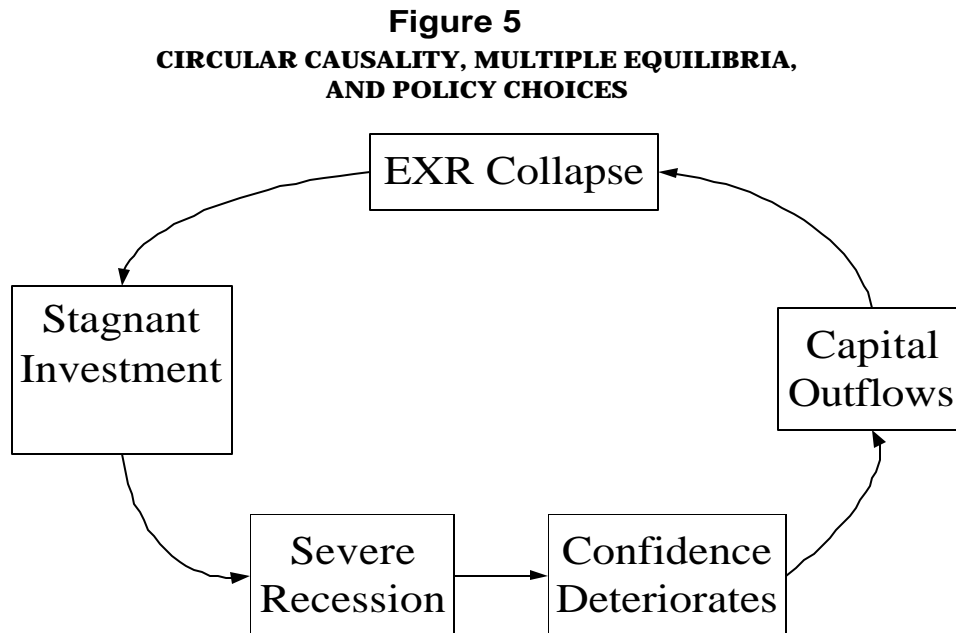 Figure 5
CIRCULAR CAUSALITY, MULTIPLE EQUILIBRIA,
AND POLICY CHOICES
EXR Collapse
Stagnant
Investment
Capital
Outflows
Severe
Recession
Confidence
Deteriorates